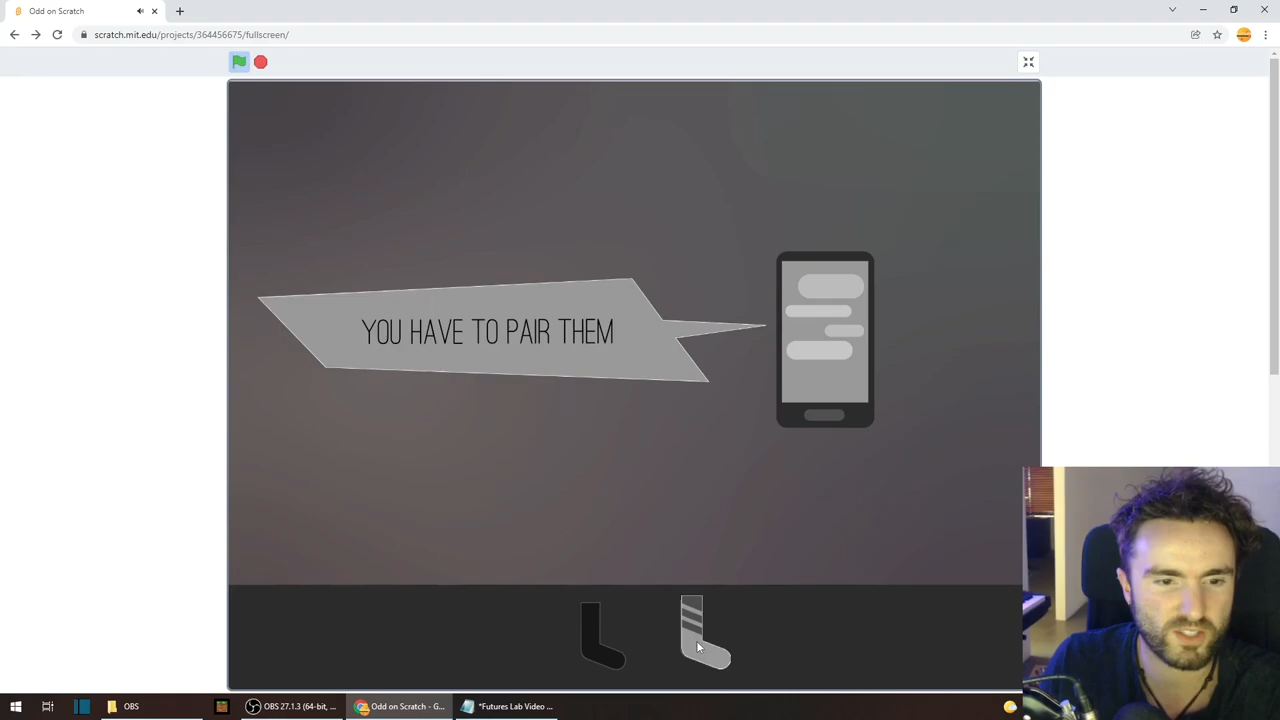 Odd on Scratch
scratch.mit.edu/projects/364456675/fullscreen/
YOU HAVE TO PAIR THEM
OBS
OBS 27.1.3 (64-bit, ...
Odd on Scratch - G...
*Futures Lab Video ...